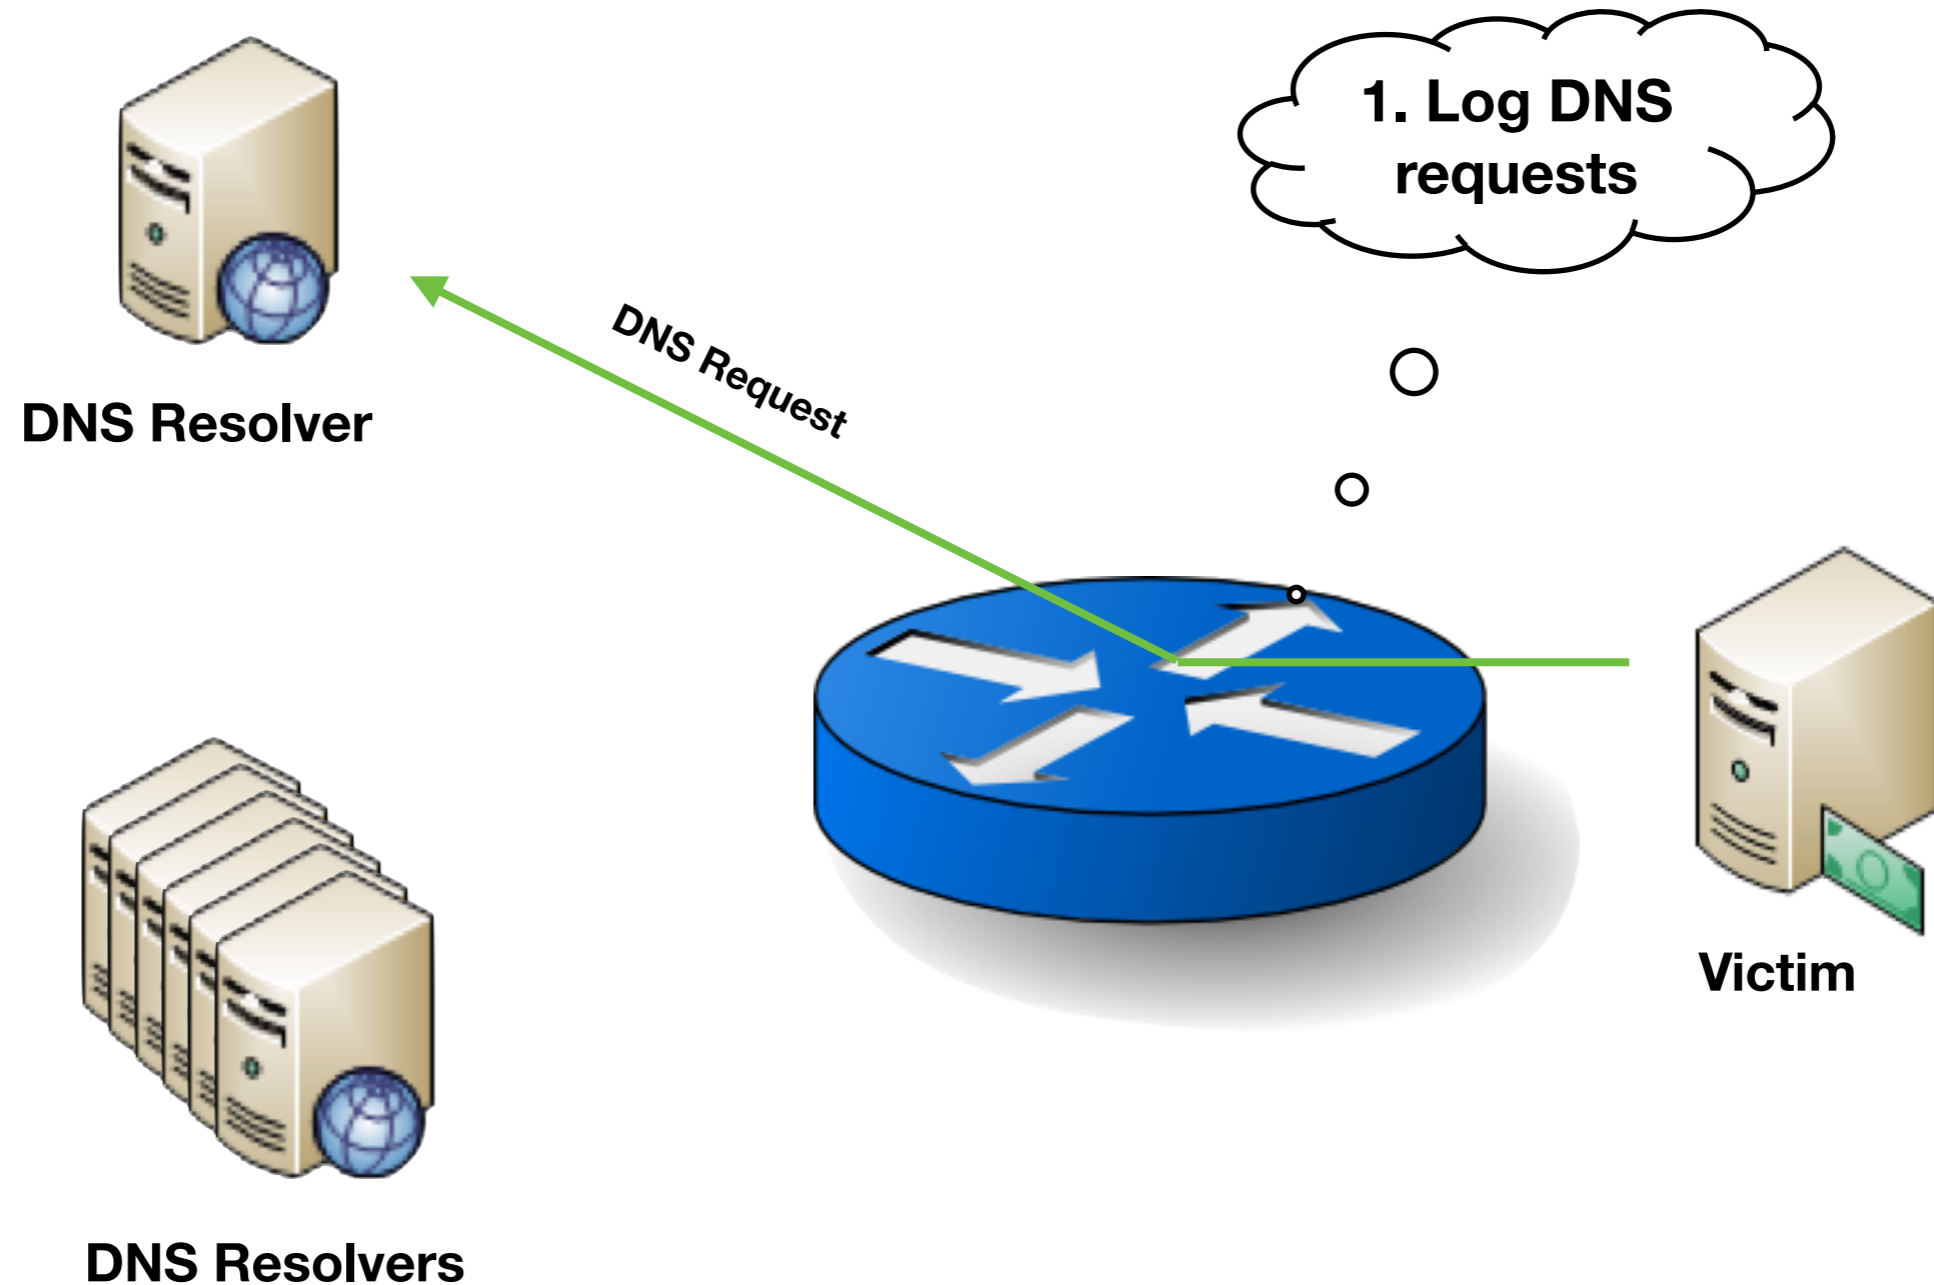 1. Log DNS
requests
DNS Request
DNS Resolver
Victim
DNS Resolvers